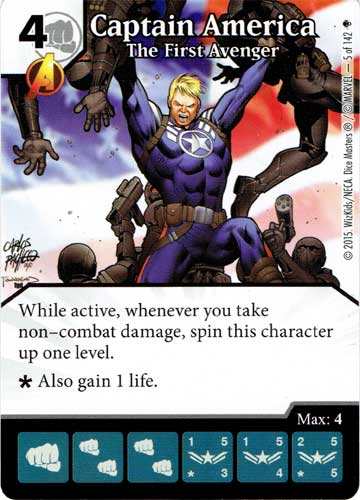 4
Captain America
The First Avenger
© 2015 WizKids/NECA. Dice Masters ® / © MARVEL — 5 of 142
While active, whenever you take
non–combat damage, spin this character
up one level.
* Also gain 1 life.
Max: 4
1 5
* 3
1 5
4
2 5
* 5